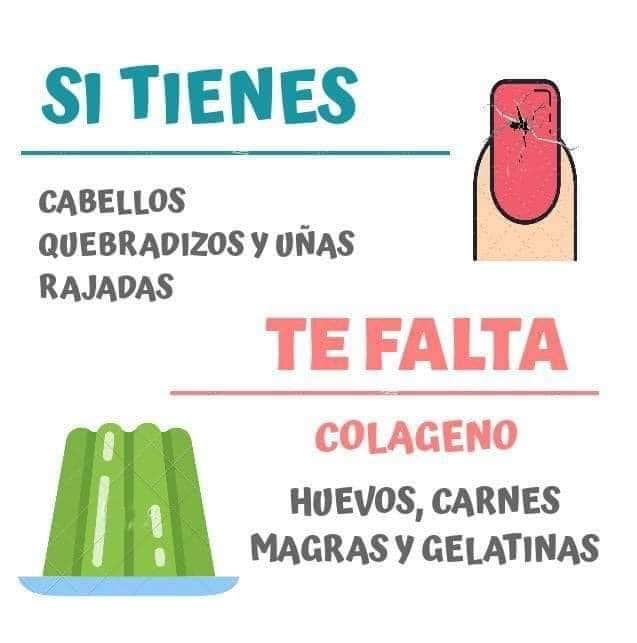 SI TIENES
CABELLOS
QUEBRADIZOS Y UÑAS
RAJADAS
TE FALTA
COLAGENO
HUEVOS, CARNES
MAGRAS Y GELATINAS